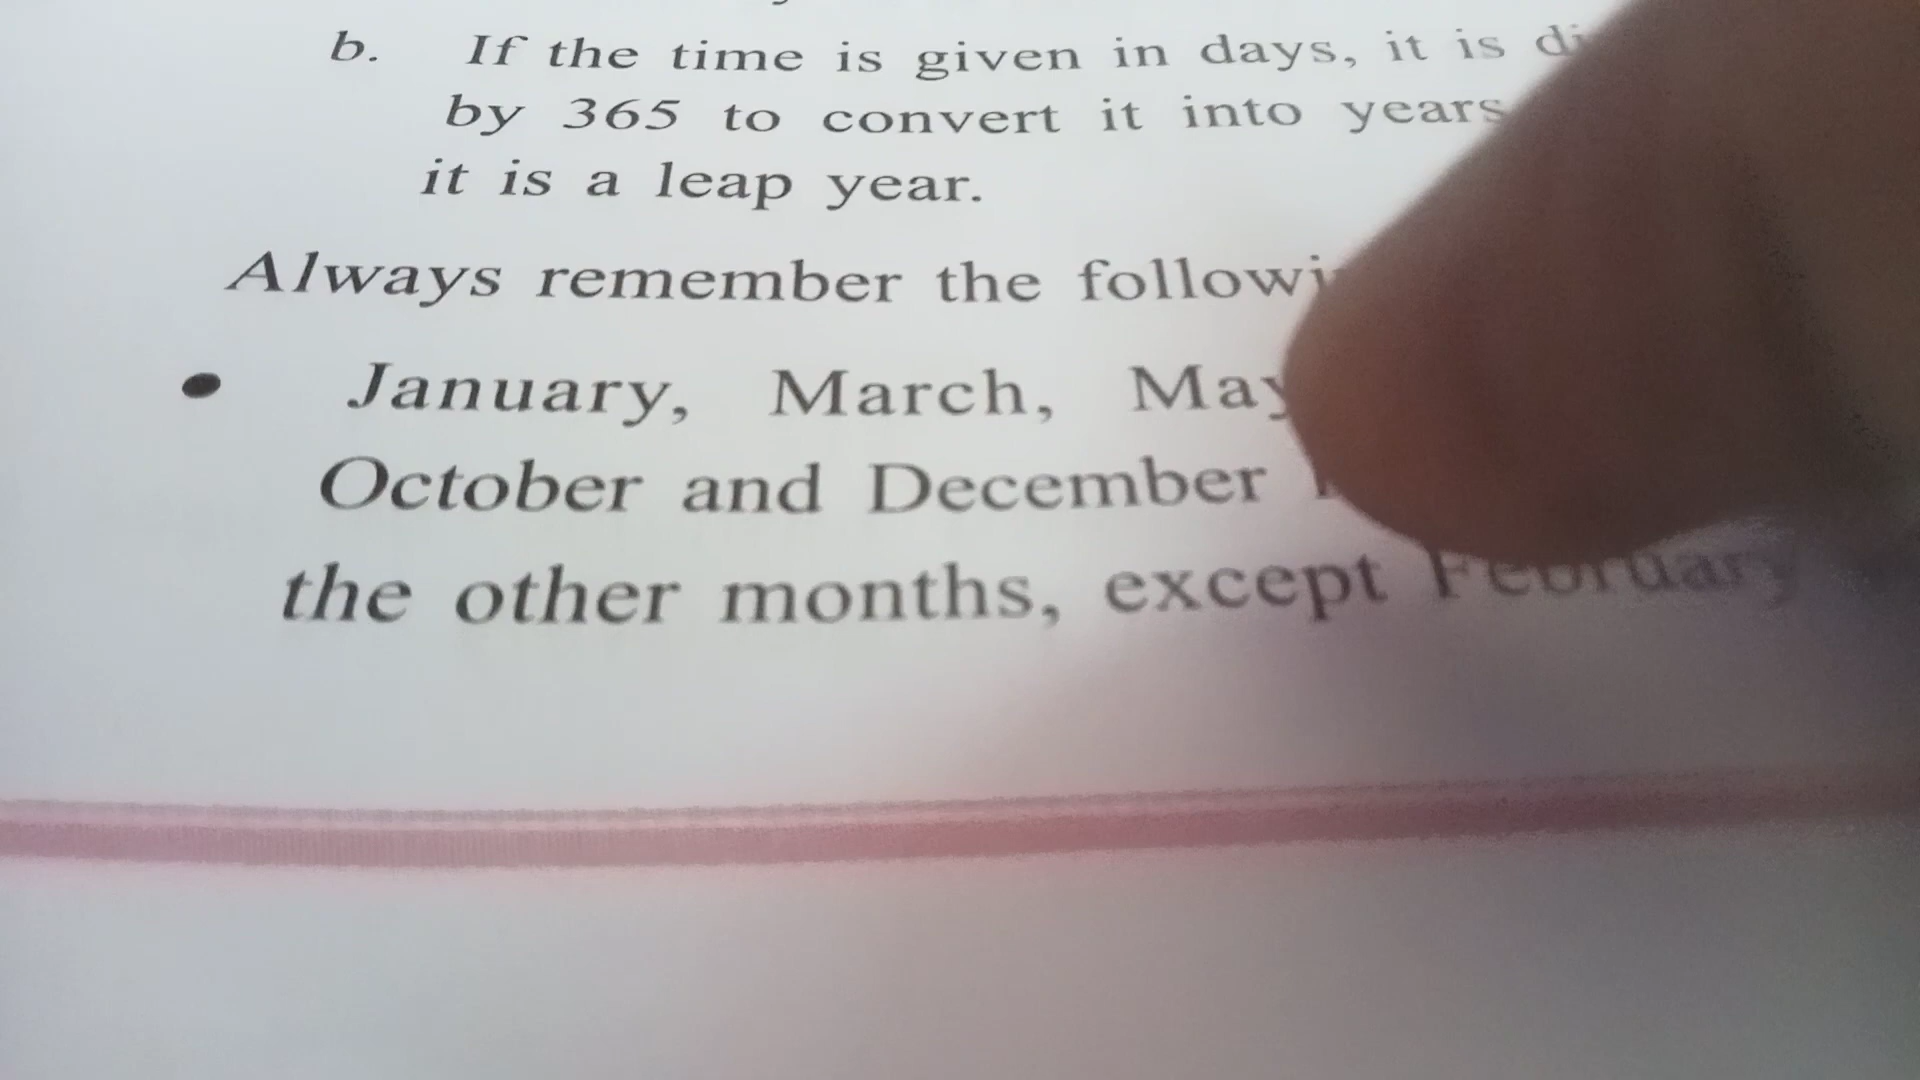 b. If the time is given in days, it is
by 365 to convert it into years
it is a leap year.
Always remember the
• January, March, May
October and December
the other months, except February